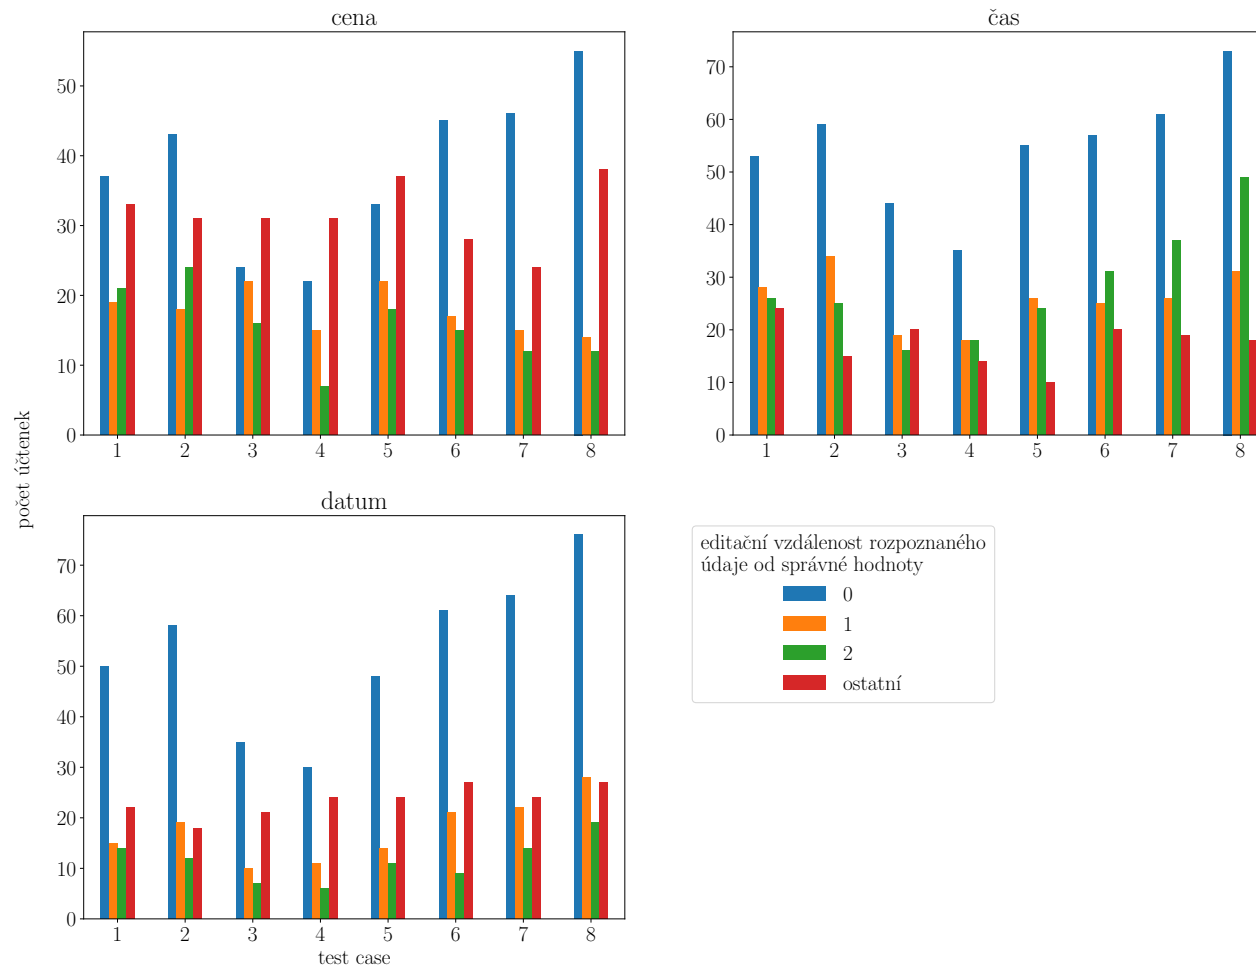 cena
50
40
30
20
10
0
1 2 3 4 5 6 7 8
čas
70
60
50
40
30
20
10
0
1 2 3 4 5 6 7 8
počet účtenek
datum
70
60
50
40
30
20
10
0
1 2 3 4 5 6 7 8
test case
editační vzdálenost rozpoznaného
údaje od správné hodnoty
0
1
2
ostatní